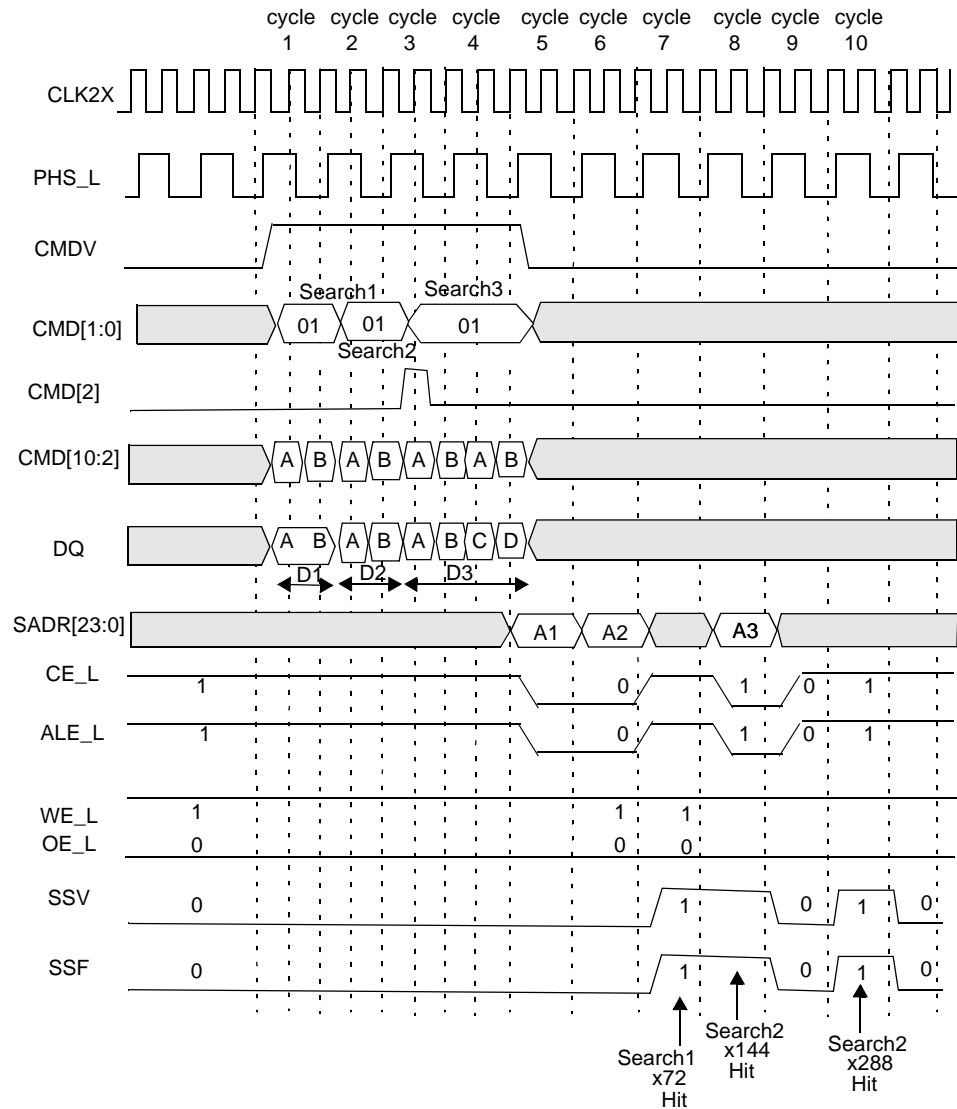 cycle cycle cycle cycle cycle cycle cycle cycle cycle cycle
1 2 3 4 5 6 7 8 9 10
CLK2X
PHS_L
CMDV
Search1 Search3
CMD[1:0] 01 01 01
Search2
CMD[2]
CMD[10:2] A B A B A B A B
DQ A B A B A B C D
D1 D2 D3
SADR[23:0] A1 A2 A3
CE_L 1 0 1 0 1
ALE_L 1 0 1 0 1
WE_L 1 1 1
OE_L 0 0 0
SSV 0 1 0 1 0
SSF 0 1 0 1 0
Search1
x72
Hit
Search2
x144
Hit
Search2
x288
Hit